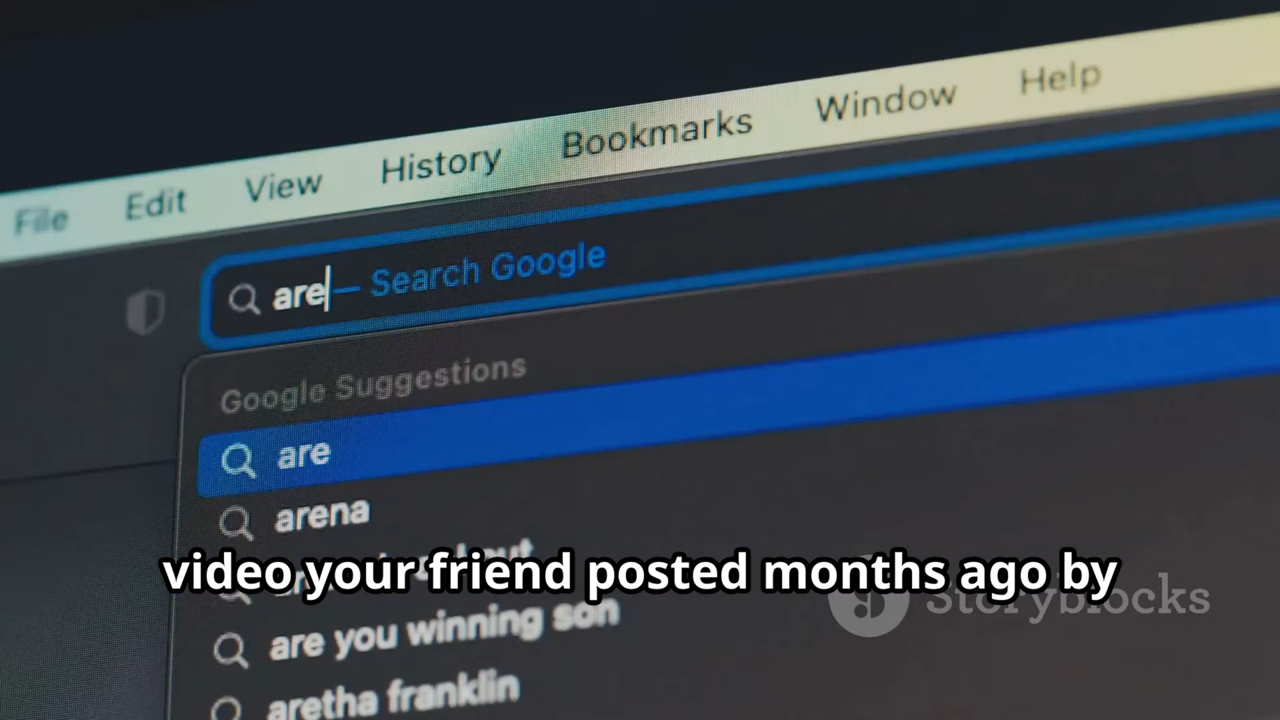 File Edit View History Bookmarks Window Help
are — Search Google
Google Suggestions
are
arena
video your friend posted months ago by
Storyblocks
are you winning son
aretha franklin